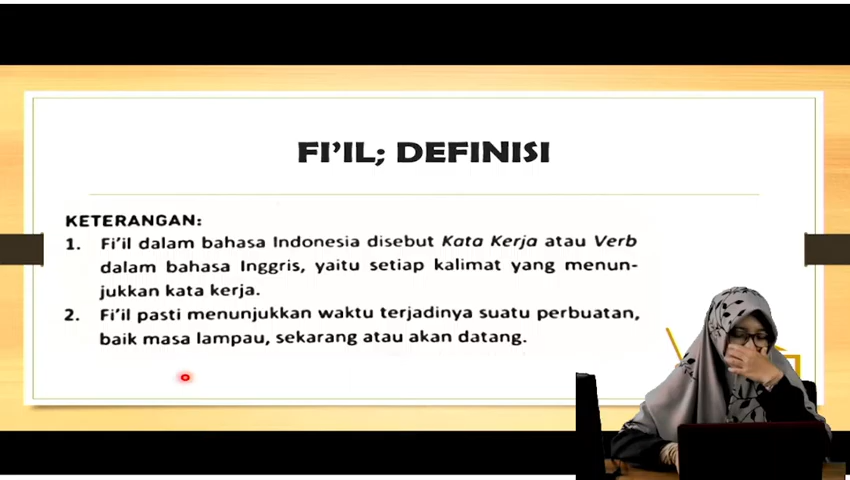 FI'IL; DEFINISI
KETERANGAN:
1. Fi'il dalam bahasa Indonesia disebut Kata Kerja atau Verb
dalam bahasa Inggris, yaitu setiap kalimat yang menun-
jukkan kata kerja.
2. Fi'il pasti menunjukkan waktu terjadinya suatu perbuatan,
baik masa lampau, sekarang atau akan datang.